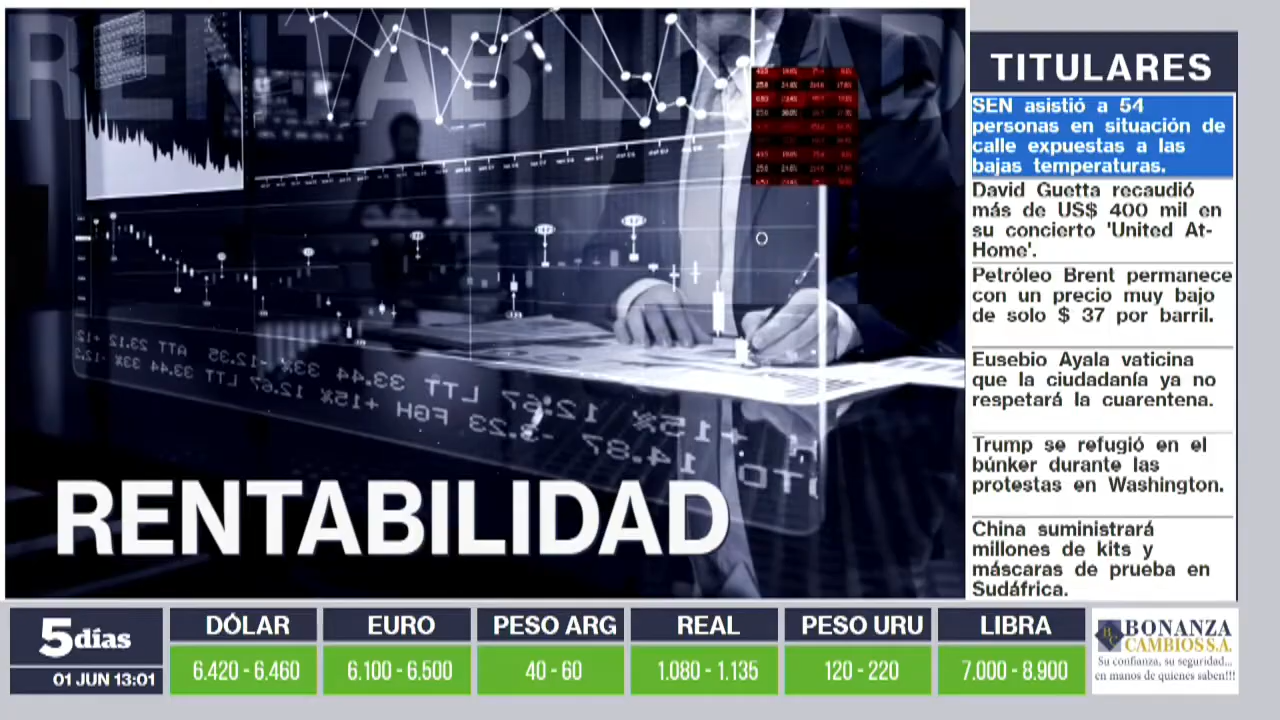 RENTABILIDAD
RENTABILIDAD
TITULARES
SEN asistió a 54
personas en situación de
calle expuestas a las
bajas temperaturas.
David Guetta recaudió
más de US$ 400 mil en
su concierto 'United At-
Home'.
Petróleo Brent permanece
con un precio muy bajo
de solo $ 37 por barril.
Eusebio Ayala vaticina
que la ciudadanía ya no
respetará la cuarentena.
Trump se refugió en el
búnker durante las
protestas en Washington.
China suministrará
millones de kits y
máscaras de prueba en
Sudáfrica.
5días
01 JUN 13:01
DÓLAR
6.420 - 6.460
EURO
6.100 - 6.500
PESO ARG
40 - 60
REAL
1.080 - 1.135
PESO URU
120 - 220
LIBRA
7.000 - 8.900
BONANZA
CAMBIOS S.A.
Su confianza, su seguridad...
en manos de quienes saben!!!